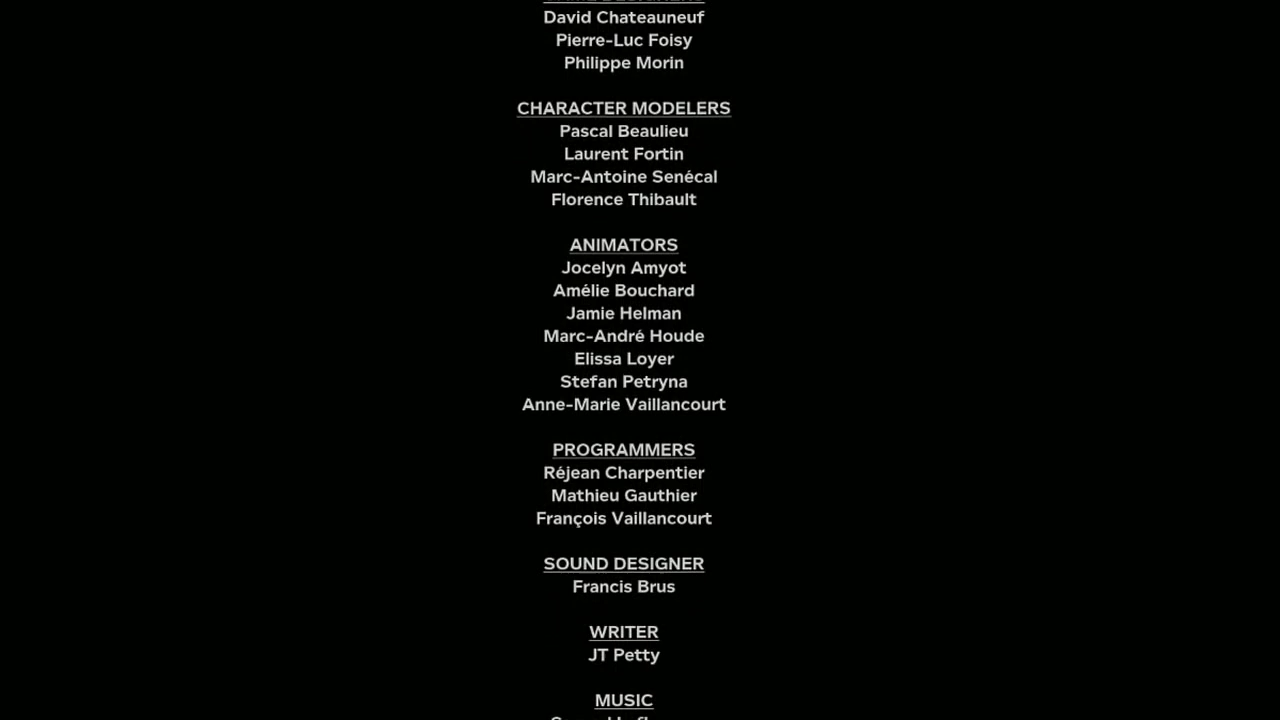 David Chateauneuf
Pierre-Luc Foisy
Philippe Morin
CHARACTER MODELERS
Pascal Beaulieu
Laurent Fortin
Marc-Antoine Senécal
Florence Thibault
ANIMATORS
Jocelyn Amyot
Amélie Bouchard
Jamie Helman
Marc-André Houde
Elissa Loyer
Stefan Petryna
Anne-Marie Vaillancourt
PROGRAMMERS
Réjean Charpentier
Mathieu Gauthier
François Vaillancourt
SOUND DESIGNER
Francis Brus
WRITER
JT Petty
MUSIC